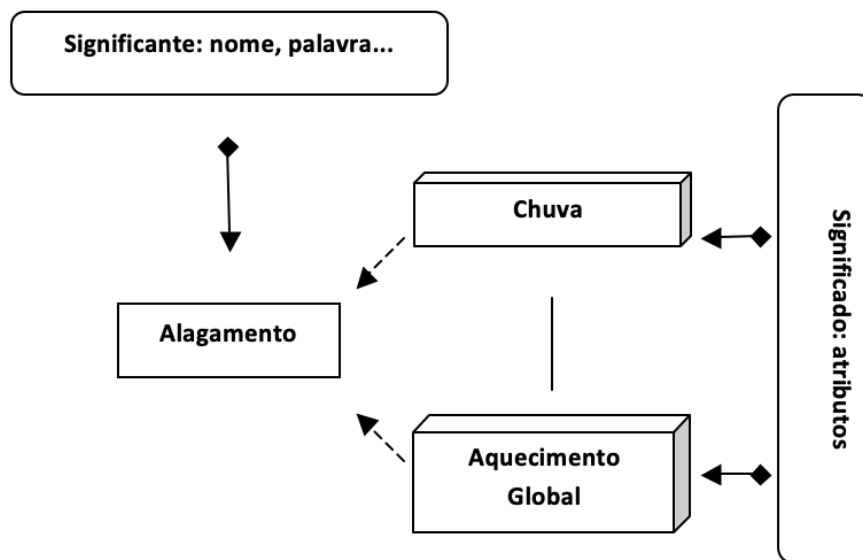 Significante: nome, palavra...
Chuva
Significado: atributos
Alagamento
Aquecimento
Global